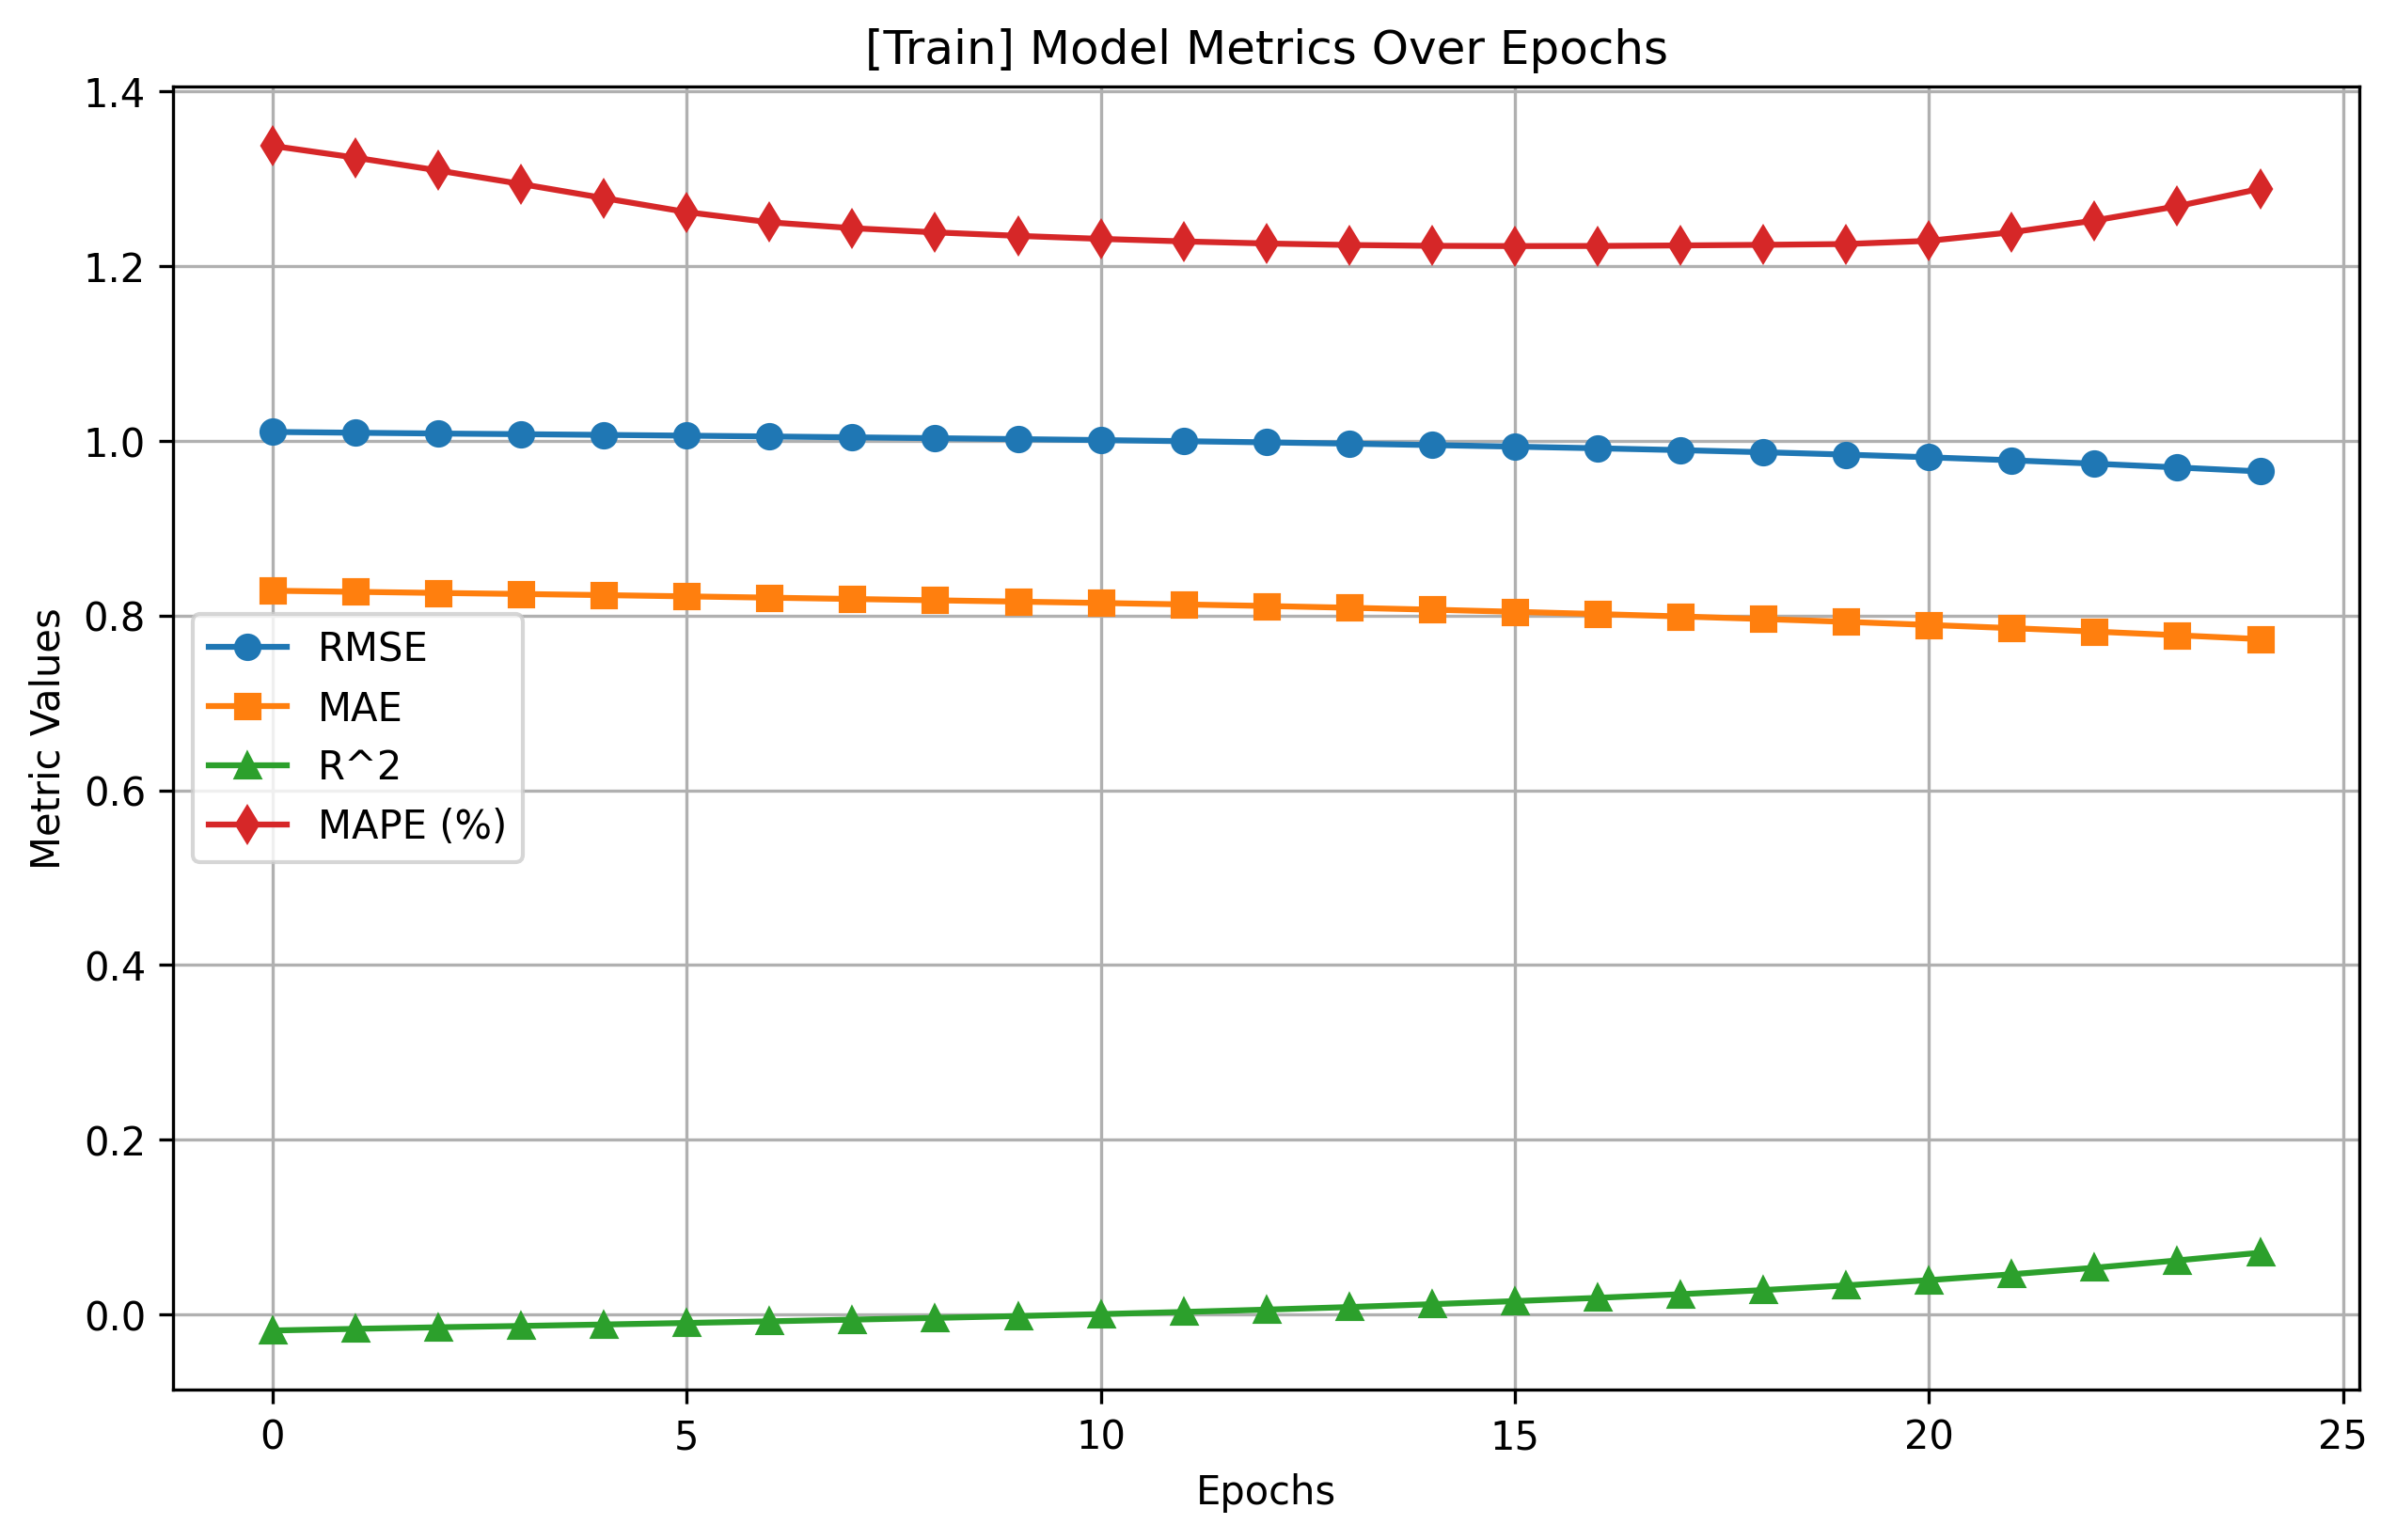 [Train] Model Metrics Over Epochs
1.4
1.2
1.0
0.8
0.6
0.4
0.2
0.0
Metric Values
RMSE
MAE
R^2
MAPE (%)
0 5 10 15 20 25
Epochs